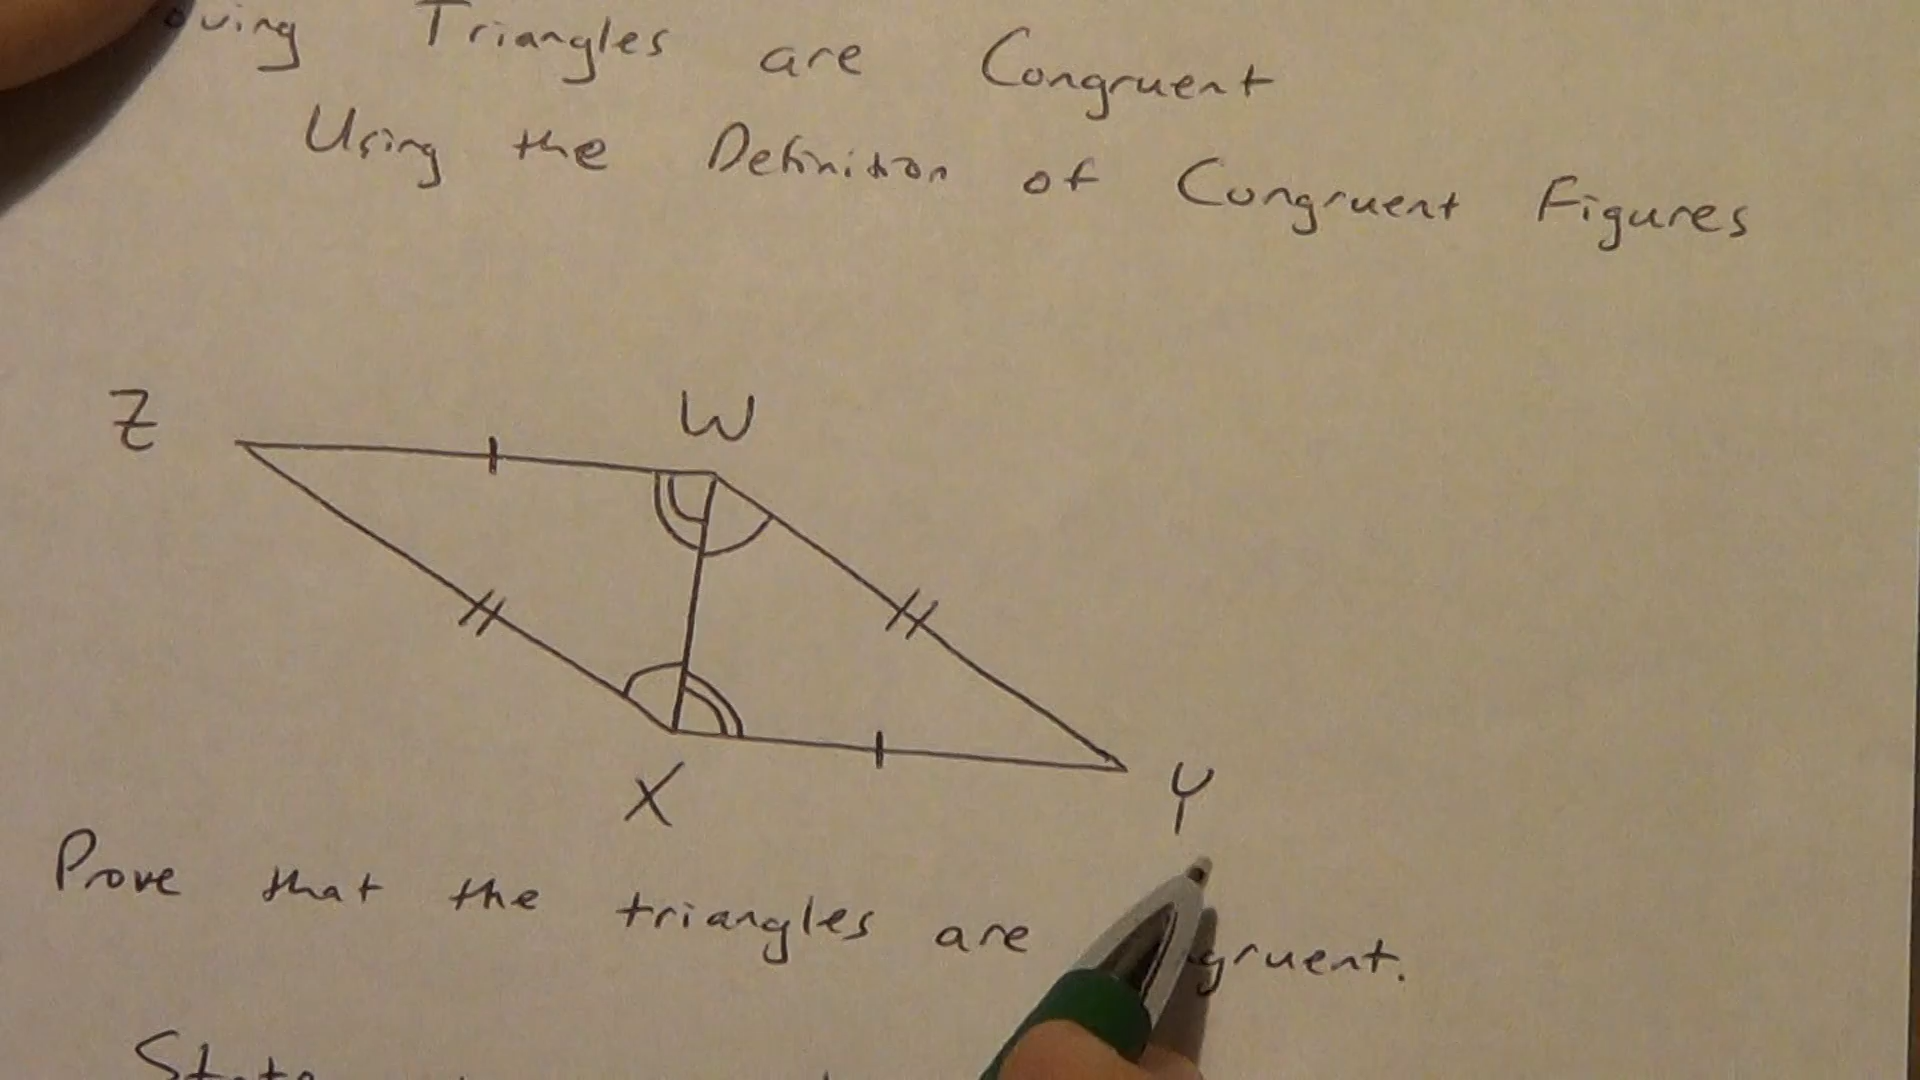 Triangles are Congruent
Using the Definition of Congruent Figures
Z
W
X
Y
Prove that the triangles are